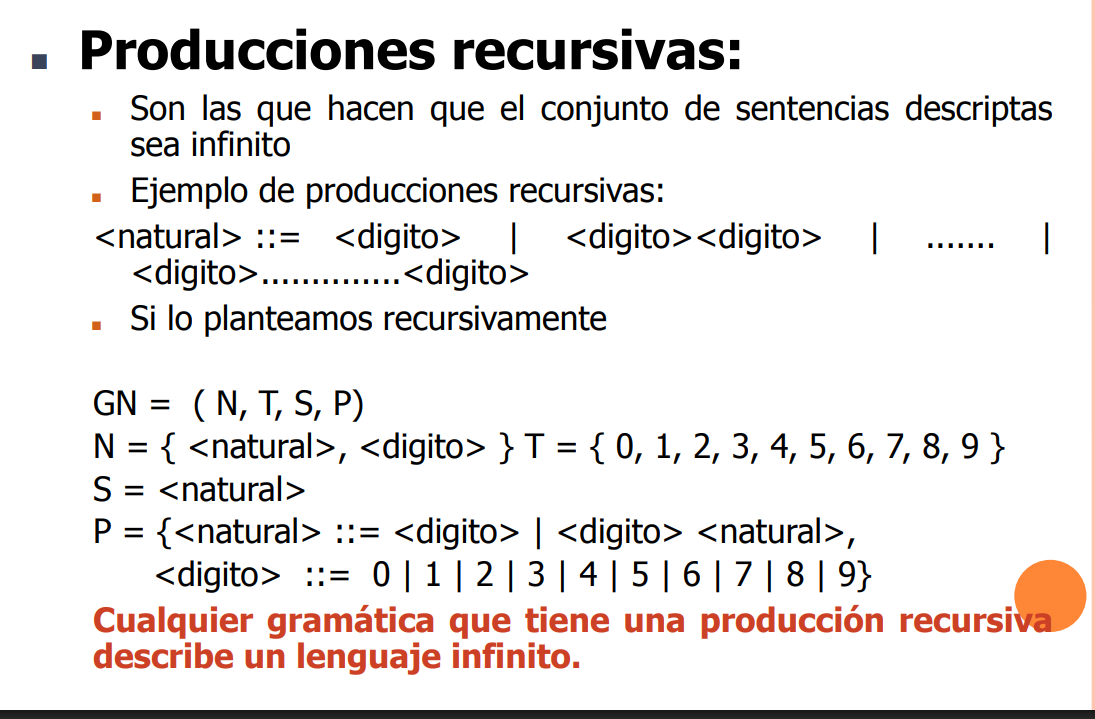 Producciones recursivas:
Son las que hacen que el conjunto de sentencias descriptas
sea infinito
Ejemplo de producciones recursivas:
<natural> ::= <digito> | <digito><digito> | ....... |
<digito>..............<digito>
Si lo planteamos recursivamente
GN = ( N, T, S, P)
N = { <natural>, <digito> } T = { 0, 1, 2, 3, 4, 5, 6, 7, 8, 9 }
S = <natural>
P = {<natural> ::= <digito> | <digito> <natural>,
<digito> ::= 0 | 1 | 2 | 3 | 4 | 5 | 6 | 7 | 8 | 9}
Cualquier gramática que tiene una producción recursiva
describe un lenguaje infinito.